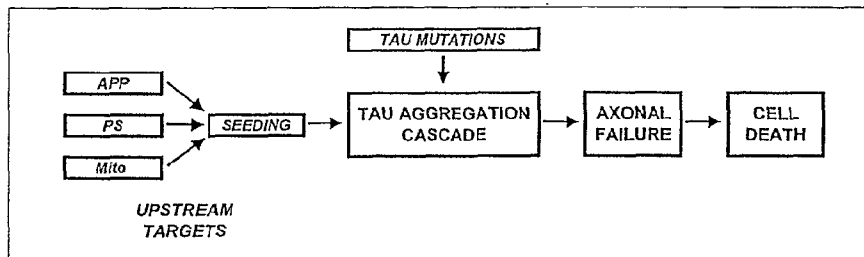 TAU MUTATIONS
APP
PS
Mito
SEEDING
TAU AGGREGATION
CASCADE
AXONAL
FAILURE
CELL
DEATH
UPSTREAM
TARGETS